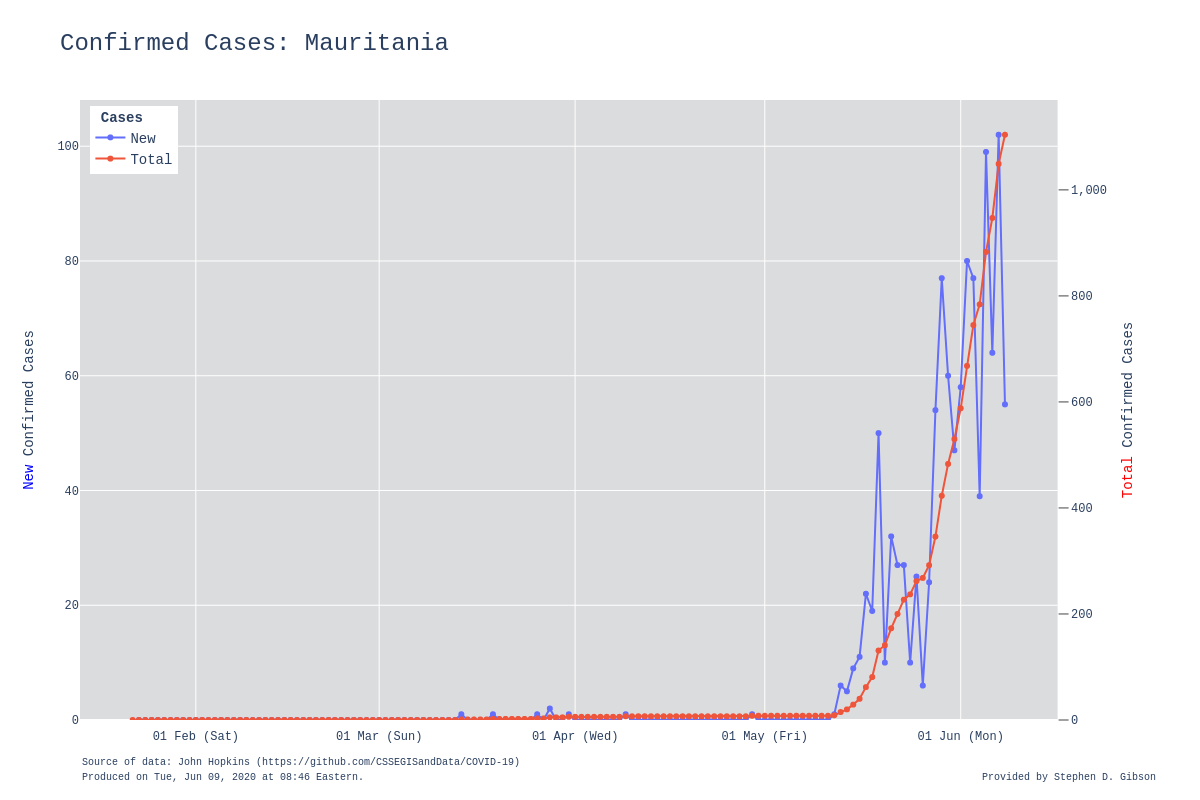 Confirmed Cases: Mauritania
Cases
New
Total
100
80
60
40
20
0
1,000
800
600
400
200
0
New Confirmed Cases
Total Confirmed Cases
01 Feb (Sat)
01 Mar (Sun)
01 Apr (Wed)
01 May (Fri)
01 Jun (Mon)
Source of data: John Hopkins (https://github.com/CSSEGISandData/COVID-19)
Produced on Tue, Jun 09, 2020 at 08:46 Eastern.
Provided by Stephen D. Gibson